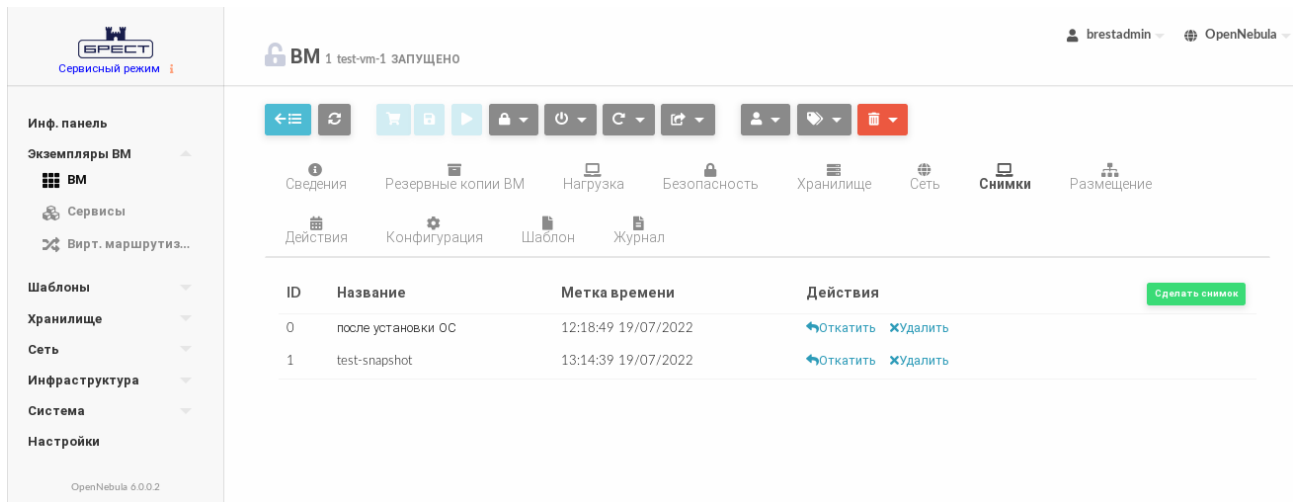 БРЕСТ
Сервисный режим i
ВМ 1 test-vm-1 ЗАПУЩЕНО
brestadmin
OpenNebula
Инф. панель
Экземпляры ВМ
ВМ
Сервисы
Вирт. маршрутиз...
Шаблоны
Хранилище
Сеть
Инфраструктура
Система
Настройки
OpenNebula 6.0.0.2
Сведения Резервные копии ВМ Нагрузка Безопасность Хранилище Сеть Снимки Размещение
Действия Конфигурация Шаблон Журнал
ID Название Метка времени Действия Сделать снимок
0 после установки ОС 12:18:49 19/07/2022 Откатить Удалить
1 test-snapshot 13:14:39 19/07/2022 Откатить Удалить